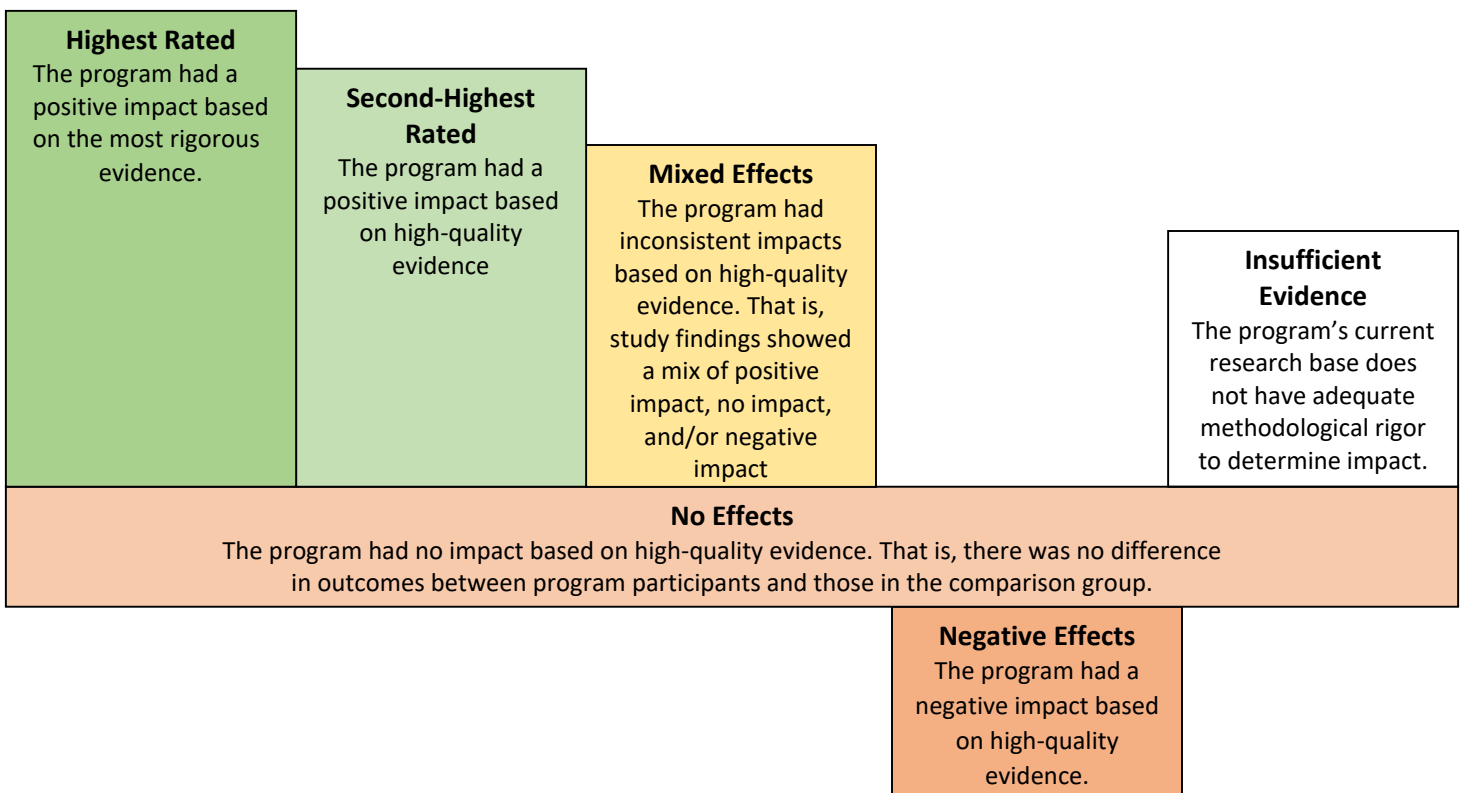 Highest Rated
The program had a
positive impact based
on the most rigorous
evidence.
Second-Highest
Rated
The program had a
positive impact based
on high-quality
evidence
Mixed Effects
The program had
inconsistent impacts
based on high-quality
evidence. That is,
study findings showed
a mix of positive
impact, no impact,
and/or negative
impact
Insufficient
Evidence
The program’s current
research base does
not have adequate
methodological rigor
to determine impact.
No Effects
The program had no impact based on high-quality evidence. That is, there was no difference
in outcomes between program participants and those in the comparison group.
Negative Effects
The program had a
negative impact based
on high-quality
evidence.